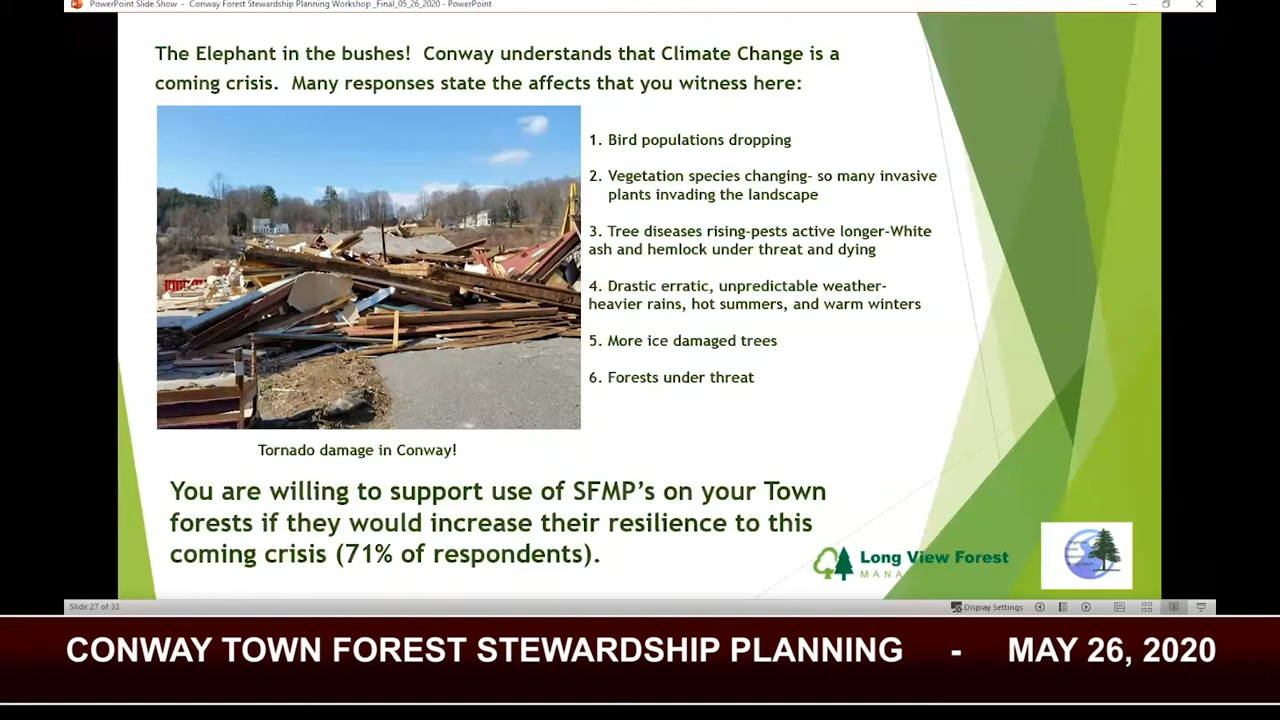 PowerPoint Slide Show - Conway Forest Stewardship Planning Workshop _Final_05_26_2020 - PowerPoint
The Elephant in the bushes! Conway understands that Climate Change is a
coming crisis. Many responses state the affects that you witness here:
1. Bird populations dropping
2. Vegetation species changing- so many invasive
plants invading the landscape
3. Tree diseases rising-pests active longer-White
ash and hemlock under threat and dying
4. Drastic erratic, unpredictable weather-
heavier rains, hot summers, and warm winters
5. More ice damaged trees
6. Forests under threat
Tornado damage in Conway!
You are willing to support use of SFMP's on your Town
forests if they would increase their resilience to this
coming crisis (71% of respondents).
Long View Forest
MANA
Slide 27 of 33
Display Settings
CONWAY TOWN FOREST STEWARDSHIP PLANNING - MAY 26, 2020